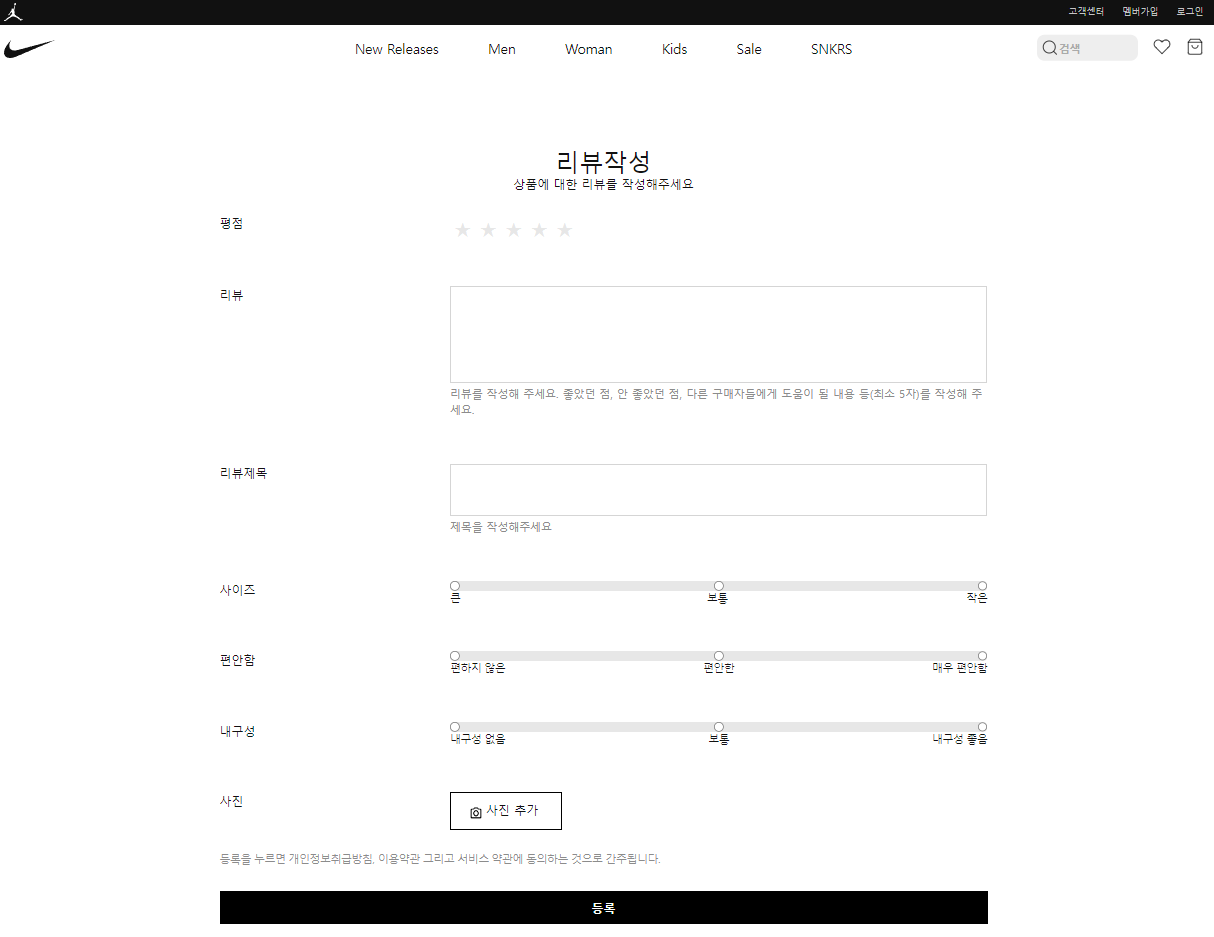 고객센터 멤버가입 로그인
New Releases Men Woman Kids Sale SNKRS 검색
리뷰작성
상품에 대한 리뷰를 작성해주세요
평점 ★ ★ ★ ★ ★
리뷰
리뷰를 작성해 주세요. 좋았던 점, 안 좋았던 점, 다른 구매자들에게 도움이 될 내용 등(최소 5자)를 작성해 주
세요.
리뷰제목
제목을 작성해주세요
사이즈
큰 보통 작은
편안함
편하지 않은 편안한 매우 편안함
내구성
내구성 없음 보통 내구성 좋음
사진 사진 추가
등록을 누르면 개인정보취급방침, 이용약관 그리고 서비스 약관에 동의하는 것으로 간주됩니다.
등록